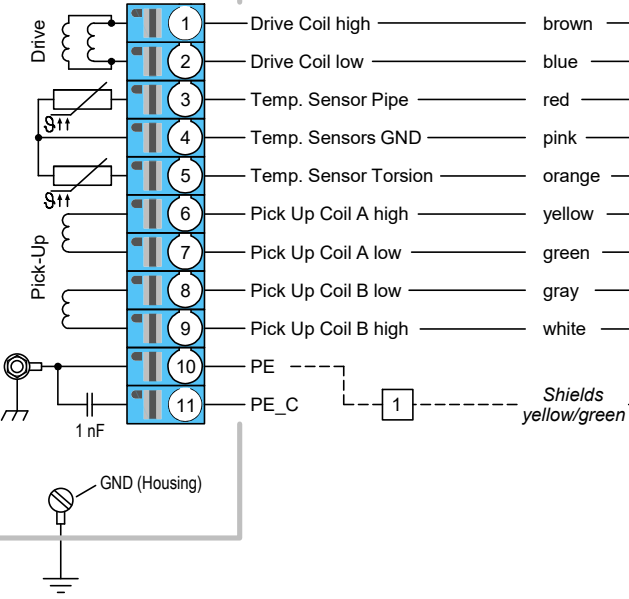 Drive
1 Drive Coil high brown
2 Drive Coil low blue
3 Temp. Sensor Pipe red
ϑ↑↑
4 Temp. Sensors GND pink
5 Temp. Sensor Torsion orange
ϑ↑↑
6 Pick Up Coil A high yellow
Pick-Up
7 Pick Up Coil A low green
8 Pick Up Coil B low gray
9 Pick Up Coil B high white
10 PE
11 PE_C
1
Shields
yellow/green
1 nF
GND (Housing)